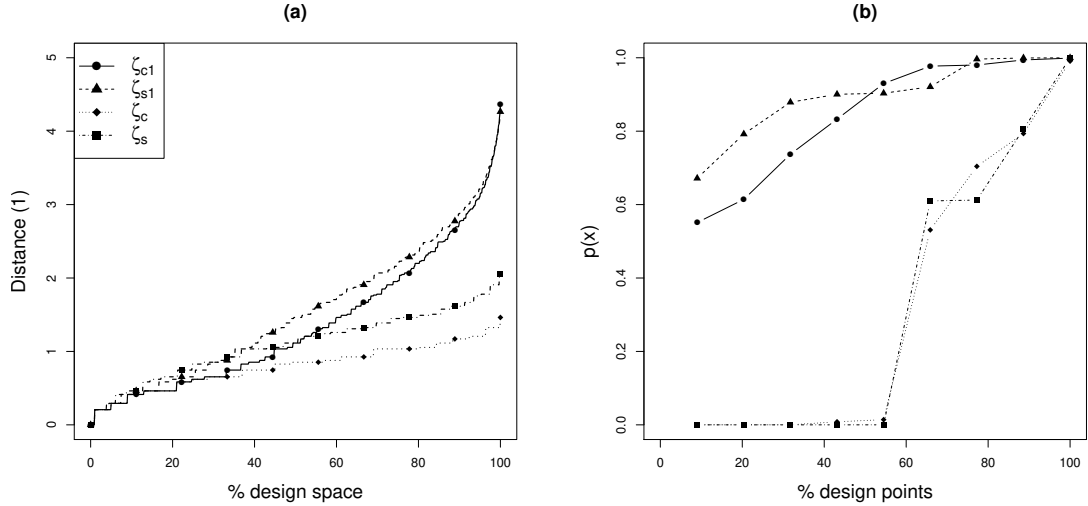 (a)
5
4
3
2
1
0
Distance (1)
ζc1
ζs1
ζc
ζs
0 20 40 60 80 100
% design space
(b)
1.0
0.8
0.6
0.4
0.2
0.0
p(x)
0 20 40 60 80 100
% design points